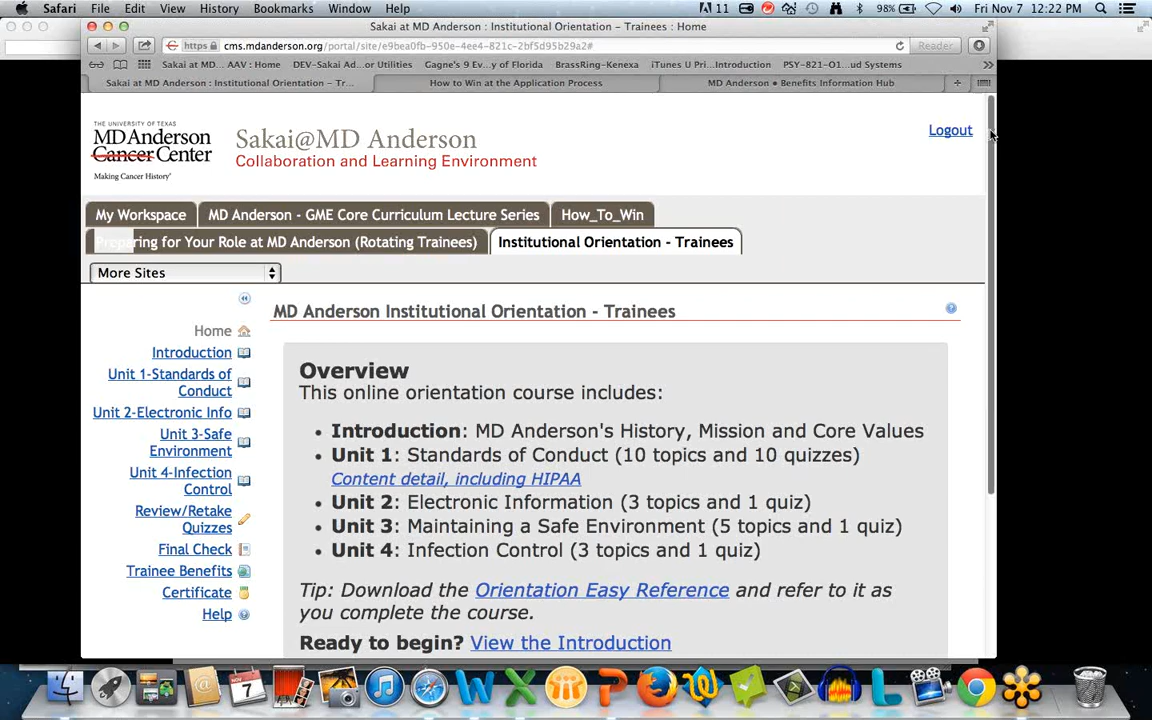 Safari File Edit View History Bookmarks Window Help
11 98% Fri Nov 7 12:22 PM
Sakai at MD Anderson : Institutional Orientation – Trainees : Home
https cms.mdanderson.org/portal/site/e9bea0fb-950e-4ee4-821c-2bf5d95b29a2# Reader
Sakai at MD... AAV : Home DEV-Sakai Ad...or Utilities Gagne's 9 Ev...y of Florida BrassRing-Kenexa iTunes U Pri...Introduction PSY-821-O1...ud Systems
Sakai at MD Anderson : Institutional Orientation – Tr... How to Win at the Application Process MD Anderson • Benefits Information Hub
THE UNIVERSITY OF TEXAS
MD Anderson
Cancer Center
Making Cancer History®
Sakai@MD Anderson
Collaboration and Learning Environment
Logout
My Workspace MD Anderson - GME Core Curriculum Lecture Series How_To_Win
Preparing for Your Role at MD Anderson (Rotating Trainees) Institutional Orientation - Trainees
More Sites
Home
Introduction
Unit 1-Standards of
Conduct
Unit 2-Electronic Info
Unit 3-Safe
Environment
Unit 4-Infection
Control
Review/Retake
Quizzes
Final Check
Trainee Benefits
Certificate
Help
MD Anderson Institutional Orientation - Trainees
Overview
This online orientation course includes:
• Introduction: MD Anderson's History, Mission and Core Values
• Unit 1: Standards of Conduct (10 topics and 10 quizzes)
Content detail, including HIPAA
• Unit 2: Electronic Information (3 topics and 1 quiz)
• Unit 3: Maintaining a Safe Environment (5 topics and 1 quiz)
• Unit 4: Infection Control (3 topics and 1 quiz)
Tip: Download the Orientation Easy Reference and refer to it as
you complete the course.
Ready to begin? View the Introduction
NOV
7